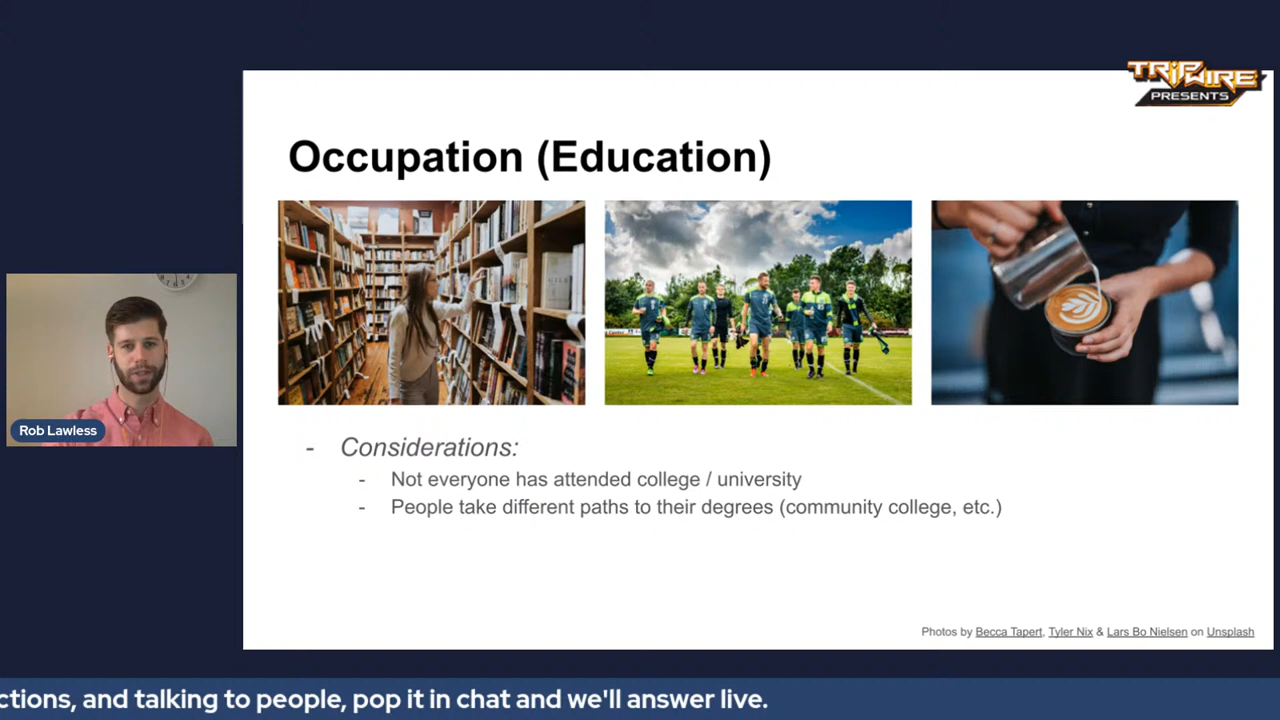 TRIPWIRE
PRESENTS
Occupation (Education)
Rob Lawless
- Considerations:
- Not everyone has attended college / university
- People take different paths to their degrees (community college, etc.)
Photos by Becca Tapert, Tyler Nix & Lars Bo Nielsen on Unsplash
ctions, and talking to people, pop it in chat and we'll answer live.